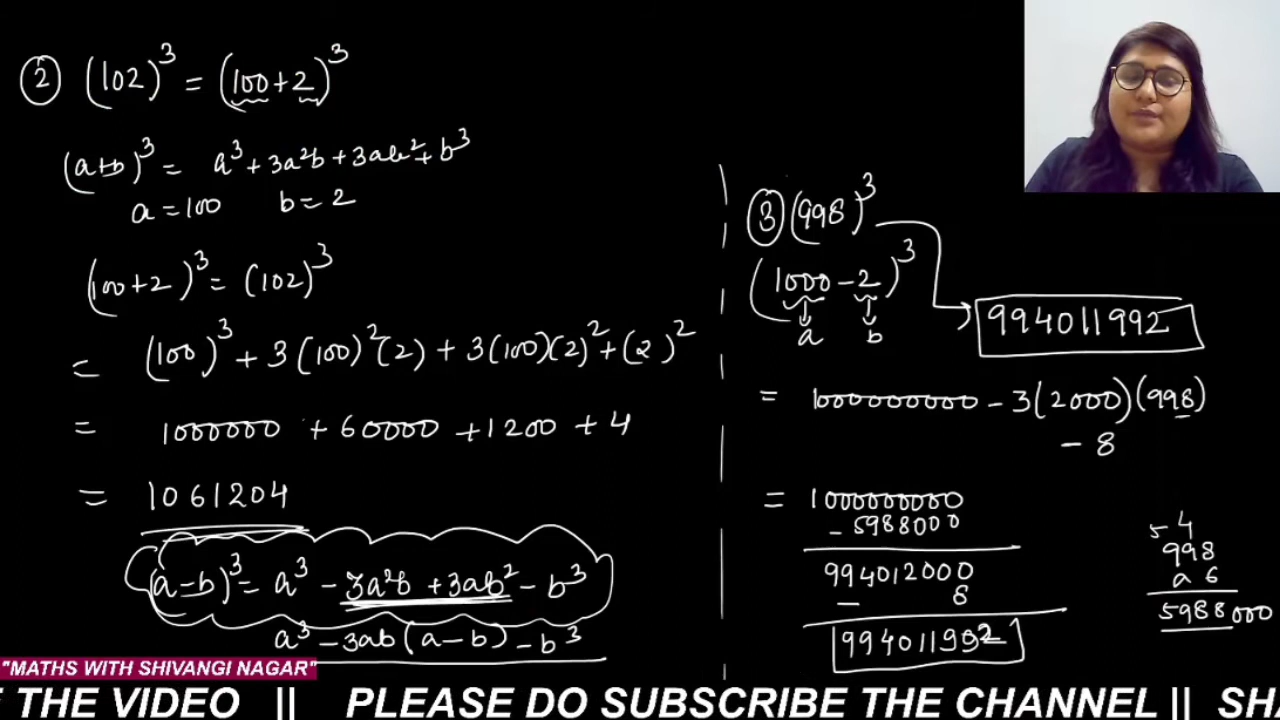 ② (102)³ = (100+2)³
(a+b)³ = a³ + 3a²b + 3ab² + b³
a = 100 b = 2
(100+2)³ = (102)³
= (100)³ + 3(100)²(2) + 3(100)(2)² + (2)²
= 1000000 + 60000 + 1200 + 4
= 1061204
(a-b)³ = a³ - 3a²b + 3ab² - b³
a³ - 3ab(a-b) - b³
③ (998)³
(1000-2)³
a b
994011992
= 1000000000 - 3(2000)(998)
- 8
= 1000000000
- 5988000
994012000
- 8
994011992
5 4
998
a 6
5988000
"MATHS WITH SHIVANGI NAGAR"
E THE VIDEO || PLEASE DO SUBSCRIBE THE CHANNEL || SH